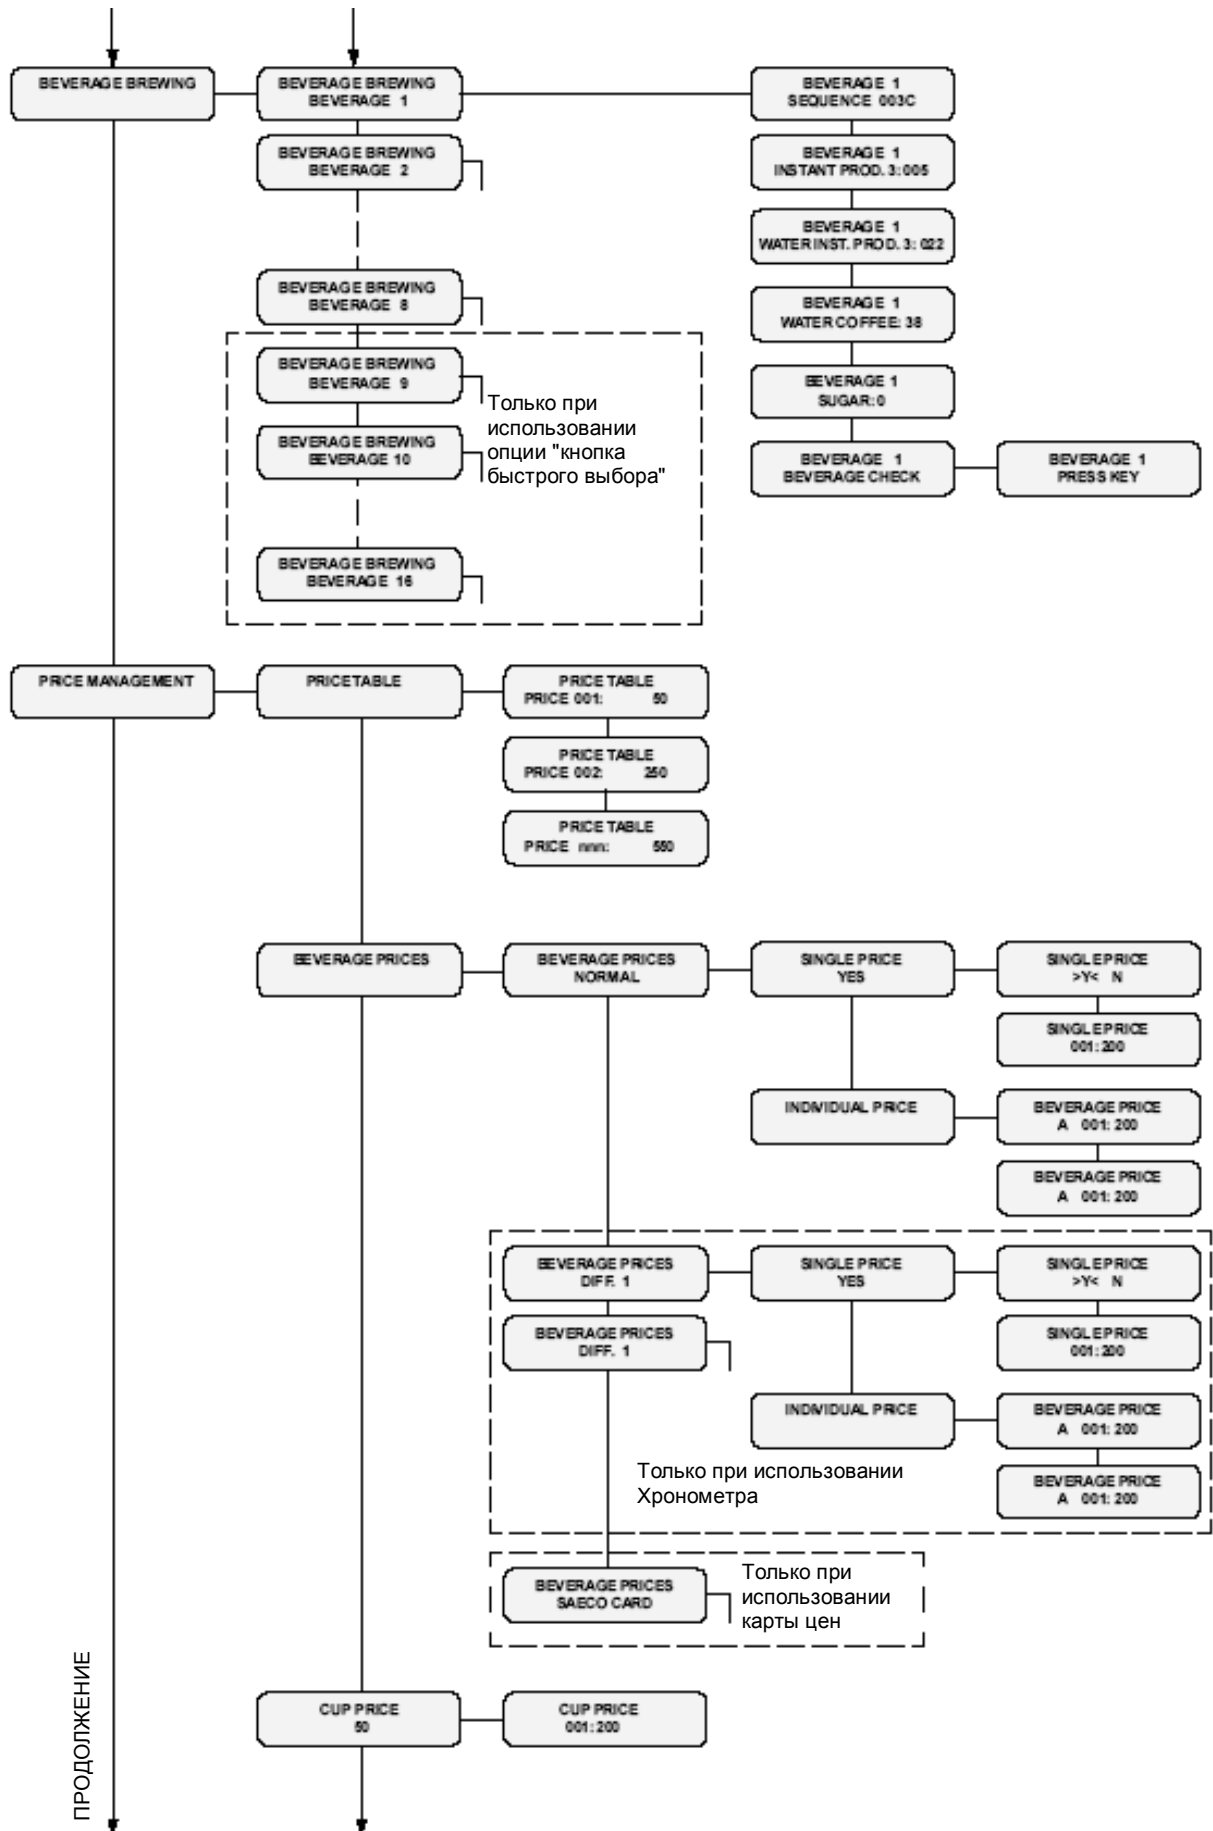 BEVERAGE BREWING
BEVERAGE BREWING
BEVERAGE 1
BEVERAGE 1
SEQUENCE 003C
BEVERAGE BREWING
BEVERAGE 2
BEVERAGE 1
INSTANT PROD. 3: 005
BEVERAGE 1
WATER INST. PROD. 3: 022
BEVERAGE BREWING
BEVERAGE 8
BEVERAGE 1
WATER COFFEE: 38
BEVERAGE BREWING
BEVERAGE 9
BEVERAGE 1
SUGAR: 0
Только при
использовании
опции "кнопка
быстрого выбора"
BEVERAGE BREWING
BEVERAGE 10
BEVERAGE 1
BEVERAGE CHECK
BEVERAGE 1
PRESS KEY
BEVERAGE BREWING
BEVERAGE 16
PRICE MANAGEMENT
PRICE TABLE
PRICE TABLE
PRICE 001: 50
PRICE TABLE
PRICE 002: 250
PRICE TABLE
PRICE nnn: 550
BEVERAGE PRICES
BEVERAGE PRICES
NORMAL
SINGLE PRICE
YES
SINGLE PRICE
>Y< N
SINGLE PRICE
001: 200
INDIVIDUAL PRICE
BEVERAGE PRICE
A 001: 200
BEVERAGE PRICE
A 001: 200
BEVERAGE PRICES
DIFF. 1
SINGLE PRICE
YES
SINGLE PRICE
>Y< N
BEVERAGE PRICES
DIFF. 1
SINGLE PRICE
001: 200
INDIVIDUAL PRICE
BEVERAGE PRICE
A 001: 200
Только при использовании
Хронометра
BEVERAGE PRICE
A 001: 200
BEVERAGE PRICES
SAECO CARD
Только при
использовании
карты цен
ПРОДОЛЖЕНИЕ
CUP PRICE
50
CUP PRICE
001: 200